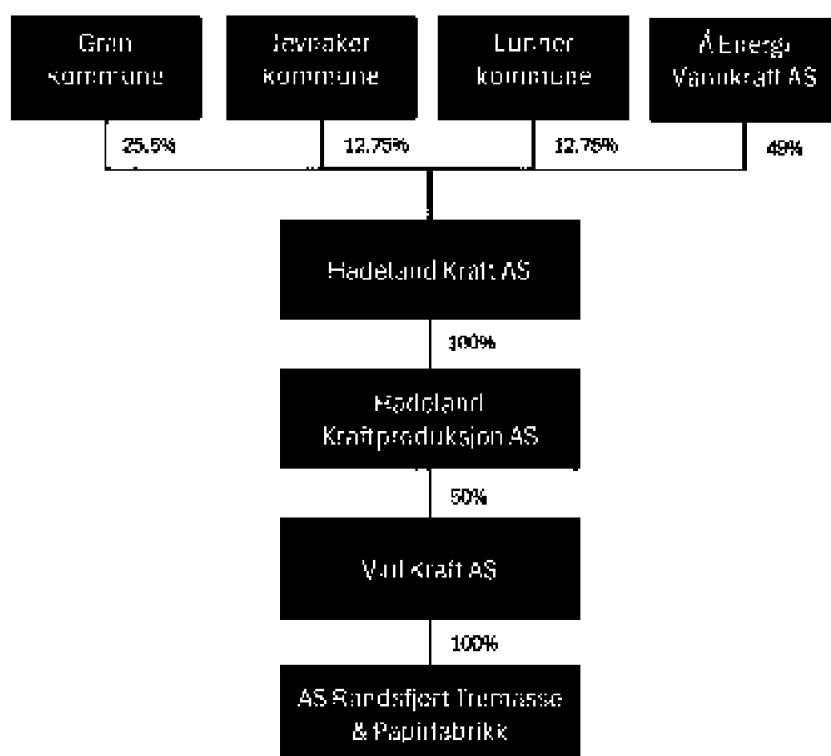 Gran
kommune
Jevnaker
kommune
Lunner
kommune
Å Energi
Vannkraft AS
25.5%
12.75%
12.75%
49%
Hadeland Kraft AS
100%
Hadeland
Kraftproduksjon AS
50%
Kraft AS
100%
AS Randsfjord Tremasse
& Papirfabrikk